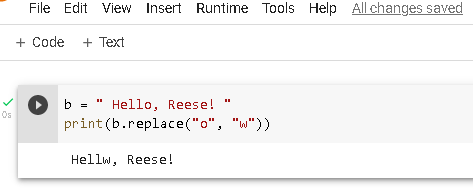 File Edit View Insert Runtime Tools Help All changes saved
+ Code + Text
b = " Hello, Reese! "
0s print(b.replace("o", "w"))
Hellw, Reese!